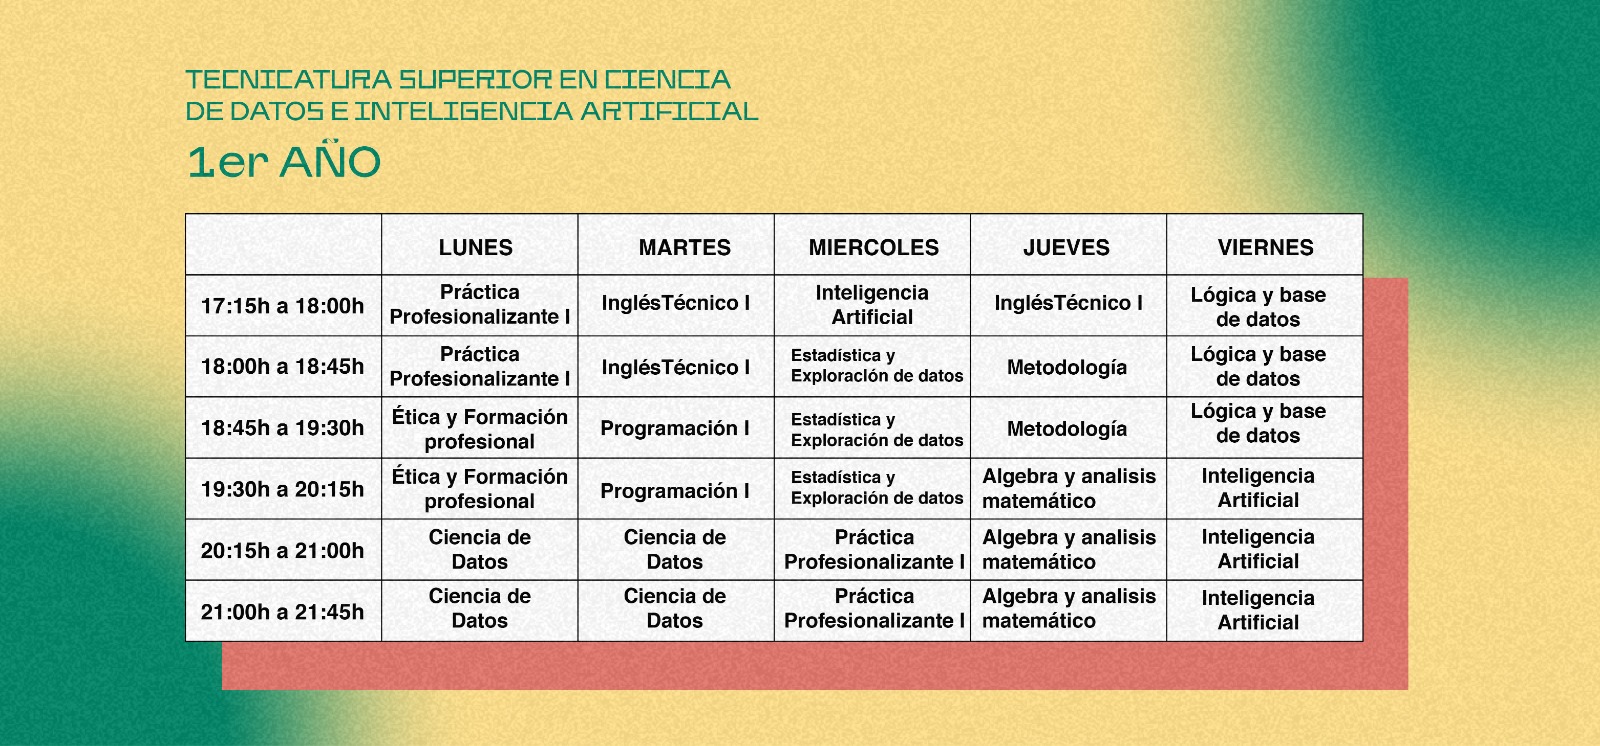 TECNICATURA SUPERIOR EN CIENCIA
DE DATOS E INTELIGENCIA ARTIFICIAL
1er AÑO
LUNES MARTES MIERCOLES JUEVES VIERNES
17:15h a 18:00h
Práctica
Profesionalizante I
InglésTécnico I
Inteligencia
Artificial
InglésTécnico I
Lógica y base
de datos
18:00h a 18:45h
Práctica
Profesionalizante I
InglésTécnico I
Estadística y
Exploración de datos
Metodología
Lógica y base
de datos
18:45h a 19:30h
Ética y Formación
profesional
Programación I
Estadística y
Exploración de datos
Metodología
Lógica y base
de datos
19:30h a 20:15h
Ética y Formación
profesional
Programación I
Estadística y
Exploración de datos
Algebra y analisis
matemático
Inteligencia
Artificial
20:15h a 21:00h
Ciencia de
Datos
Ciencia de
Datos
Práctica
Profesionalizante I
Algebra y analisis
matemático
Inteligencia
Artificial
21:00h a 21:45h
Ciencia de
Datos
Ciencia de
Datos
Práctica
Profesionalizante I
Algebra y analisis
matemático
Inteligencia
Artificial